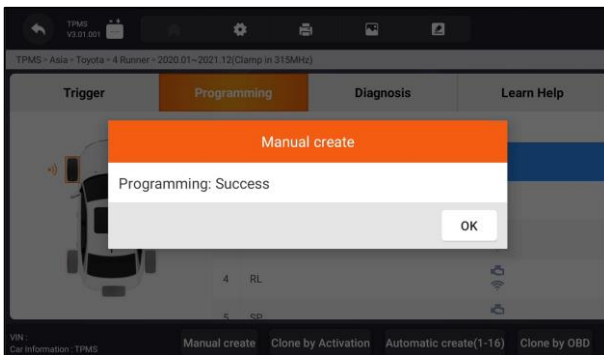 TPMS
V3.01.001
TPMS > Asia > Toyota > 4 Runner > 2020.01~2021.12(Clamp in 315MHz)
Trigger
Programming
Diagnosis
Learn Help
Manual create
Programming: Success
OK
4 RL
5 SP
VIN :
Car Information : TPMS
Manual create
Clone by Activation
Automatic create(1-16)
Clone by OBD